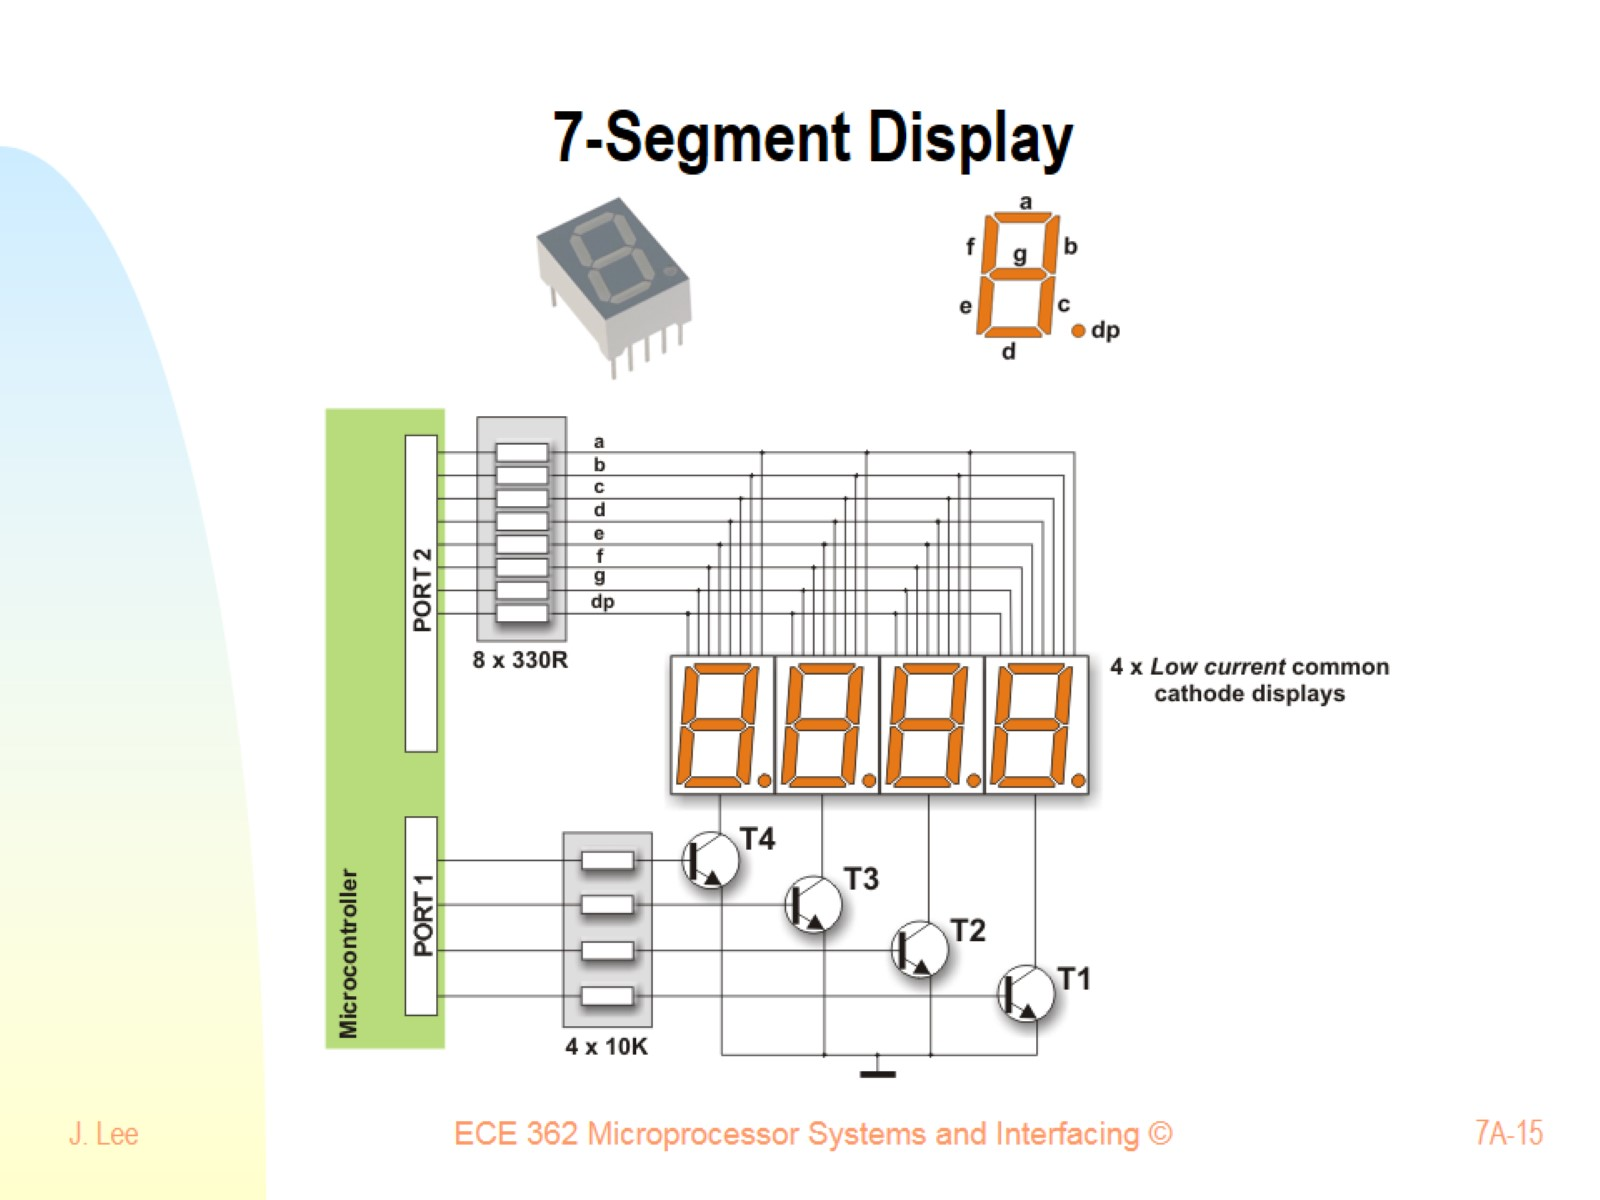 7-Segment Display
a
f
g
b
e
c
dp
d
a
b
c
d
e
f
g
dp
PORT 2
8 x 330R
4 x Low current common
cathode displays
T4
T3
T2
T1
PORT 1
Microcontroller
4 x 10K
J. Lee
ECE 362 Microprocessor Systems and Interfacing ©
7A-15